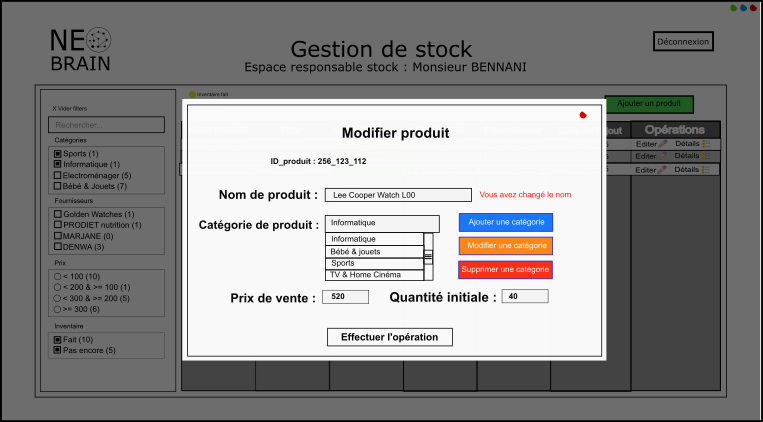 NEO
BRAIN
Gestion de stock
Espace responsable stock : Monsieur BENNANI
Déconnexion
X Vider filters
Rechercher...
Catégories
Sports (1)
Informatique (1)
Electroménager (5)
Bébé & Jouets (7)
Fournisseurs
Golden Watches (1)
PRODIET nutrition (1)
MARJANE (0)
DENWA (3)
Prix
< 100 (10)
< 200 & >= 100 (1)
< 300 & >= 200 (5)
>= 300 (6)
Inventaire
Fait (10)
Pas encore (5)
Inventaire fait
Ajouter un produit
Opérations
Editer Détails
Editer Détails
Editer Détails
Modifier produit
ID_produit : 256_123_112
Nom de produit : Lee Cooper Watch L00 Vous avez changé le nom
Catégorie de produit : Informatique
Informatique
Bébé & jouets
Sports
TV & Home Cinéma
Ajouter une catégorie
Modifier une catégorie
Supprimer une catégorie
Prix de vente : 520 Quantité initiale : 40
Effectuer l'opération